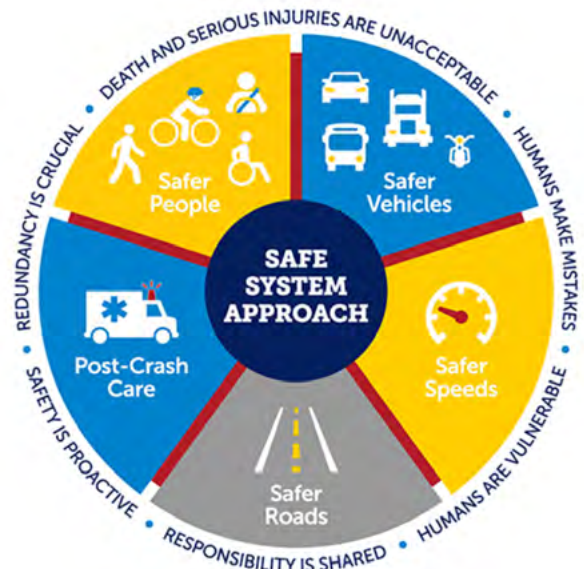 DEATH AND SERIOUS INJURIES ARE UNACCEPTABLE
HUMANS MAKE MISTAKES
HUMANS ARE VULNERABLE
RESPONSIBILITY IS SHARED
SAFETY IS PROACTIVE
REDUNDANCY IS CRUCIAL
Safer
People
Safer
Vehicles
SAFE
SYSTEM
APPROACH
Post-Crash
Care
Safer
Speeds
Safer
Roads